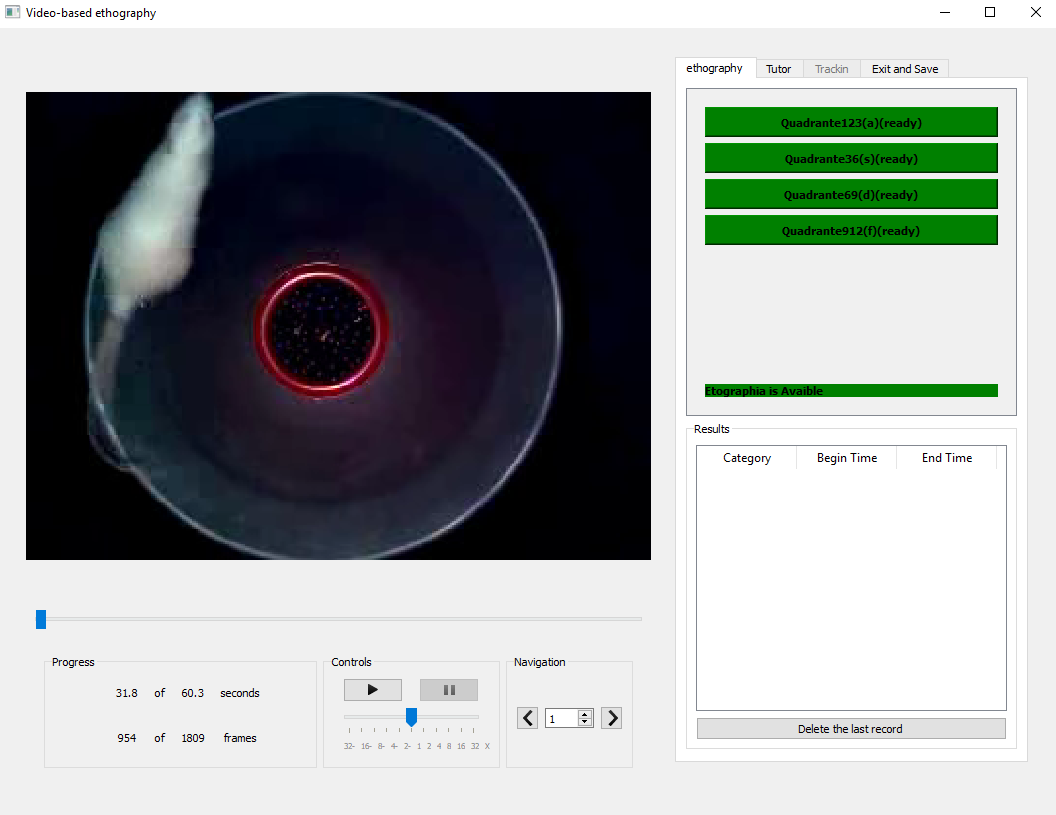 Video-based ethography
ethography Tutor Trackin Exit and Save
Quadrante123(a)(ready)
Quadrante36(s)(ready)
Quadrante69(d)(ready)
Quadrante912(f)(ready)
Etographia is Avaible
Results
Category Begin Time End Time
Delete the last record
Progress
31.8 of 60.3 seconds
954 of 1809 frames
Controls
32- 16- 8- 4- 2- 1 2 4 8 16 32 X
Navigation
1